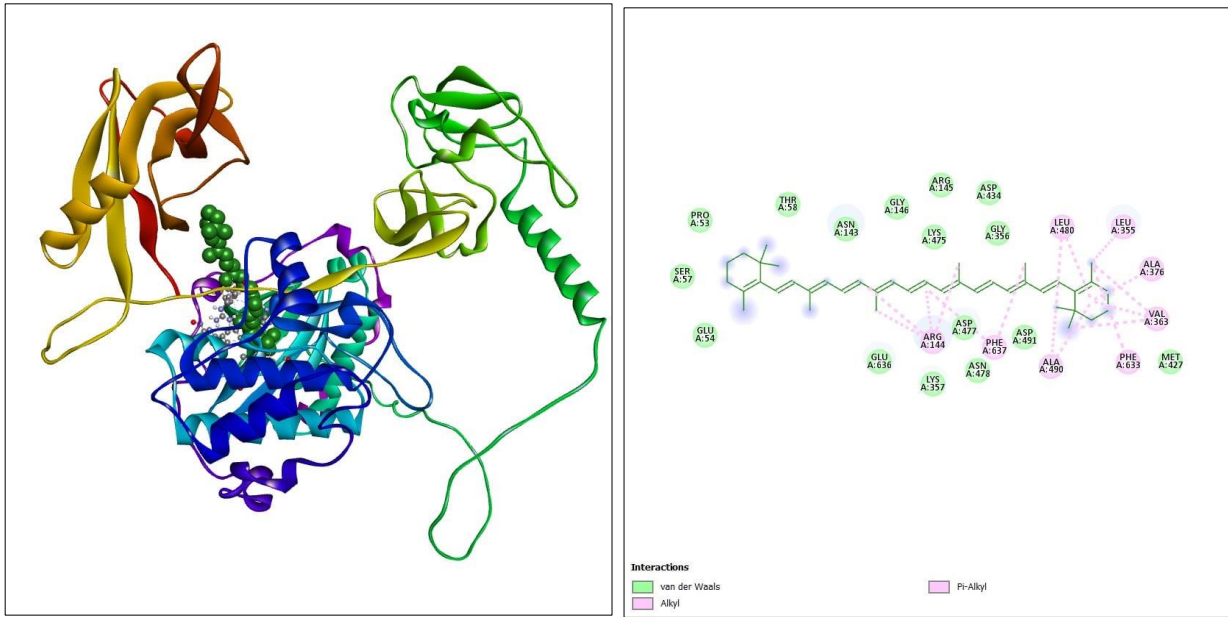 ARG
A:145
ASP
A:434
THR
A:58
GLY
A:146
PRO
A:53
ASN
A:143
LYS
A:475
GLY
A:356
LEU
A:480
LEU
A:355
SER
A:57
ALA
A:376
VAL
A:363
GLU
A:54
ASP
A:477
ASP
A:491
ARG
A:144
PHE
A:637
GLU
A:636
ASN
A:478
ALA
A:490
PHE
A:633
MET
A:427
LYS
A:357
Interactions
van der Waals
Pi-Alkyl
Alkyl